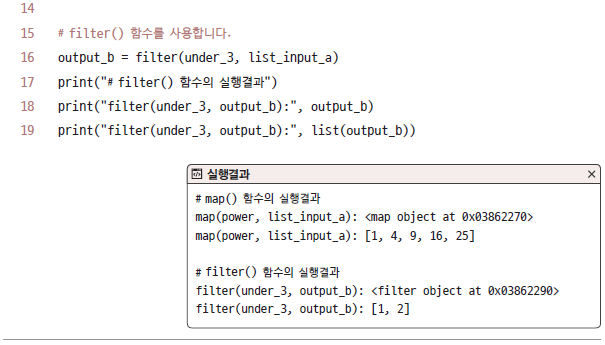 14
15 # filter() 함수를 사용합니다.
16 output_b = filter(under_3, list_input_a)
17 print("# filter() 함수의 실행결과")
18 print("filter(under_3, output_b):", output_b)
19 print("filter(under_3, output_b):", list(output_b))
실행결과
# map() 함수의 실행결과
map(power, list_input_a): <map object at 0x03862270>
map(power, list_input_a): [1, 4, 9, 16, 25]
# filter() 함수의 실행결과
filter(under_3, output_b): <filter object at 0x03862290>
filter(under_3, output_b): [1, 2]